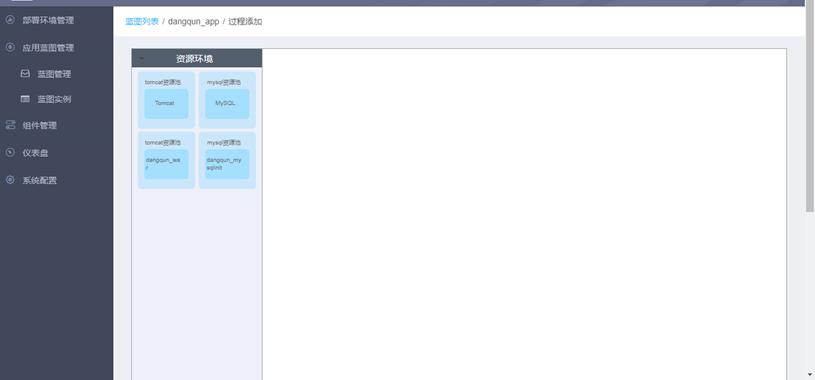 部署环境管理
蓝图列表 / dangqun_app / 过程添加
应用蓝图管理
蓝图管理
蓝图实例
组件管理
仪表盘
系统配置
资源环境
tomcat资源池
mysql资源池
Tomcat
MySQL
tomcat资源池
mysql资源池
dangqun_wa
r
dangqun_my
sqlinit